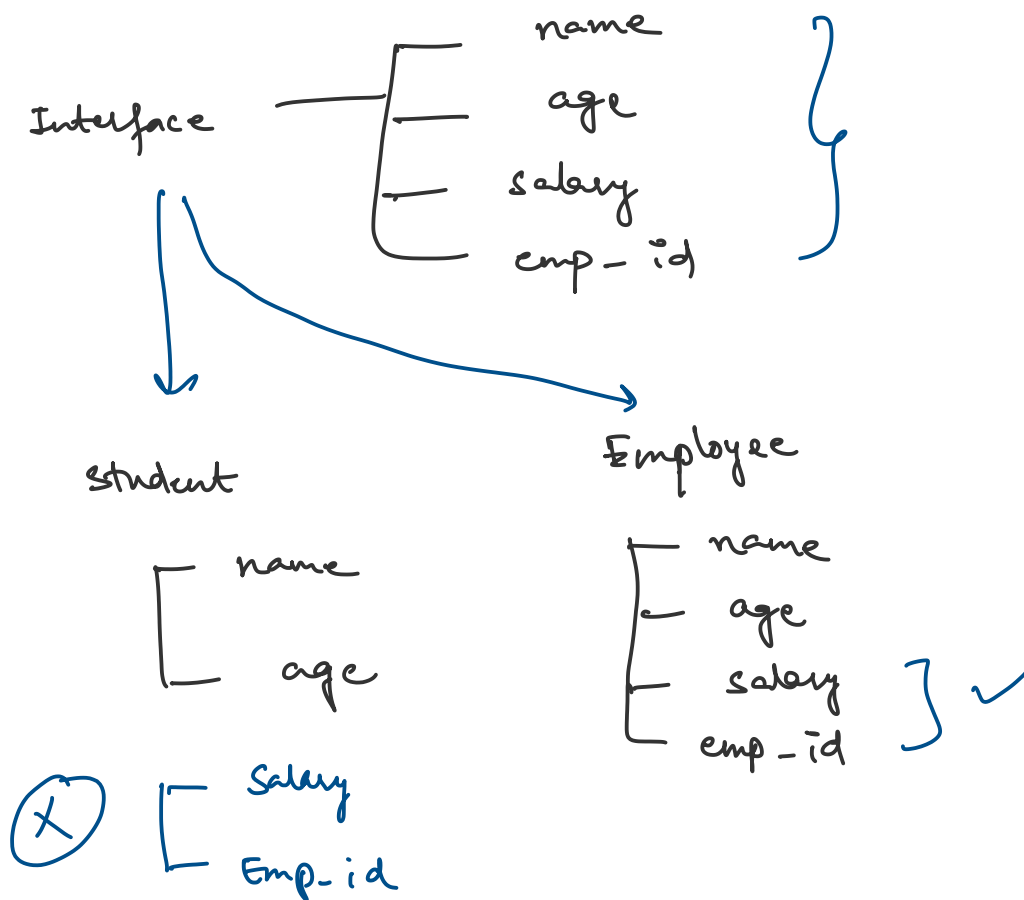 name
Interface
age
salary
emp_id
Student
Employee
name
age
name
age
salary
emp_id
X
Salary
Emp_id